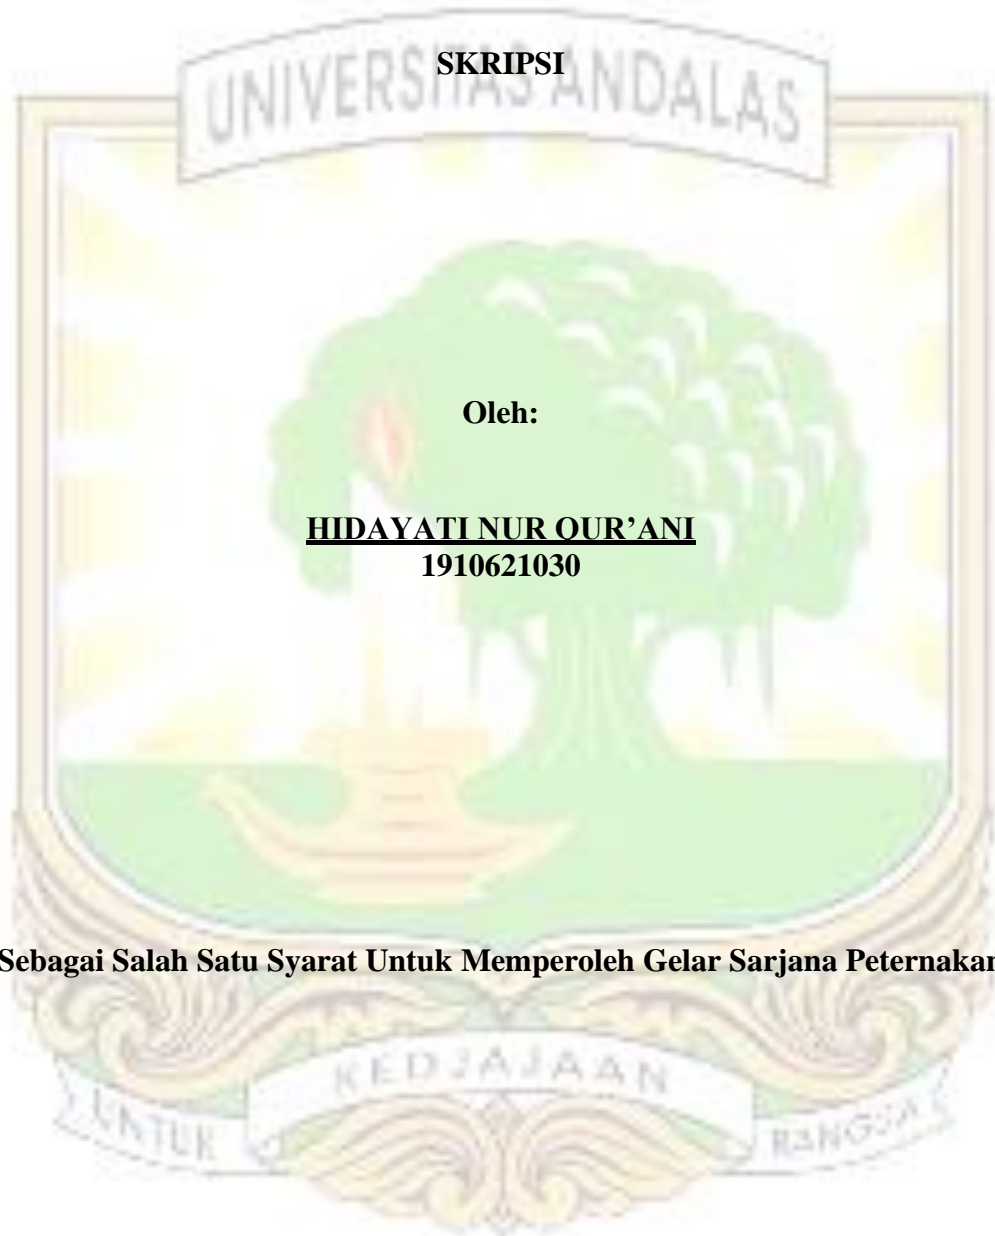 UNIVERSITAS ANDALAS
SKRIPSI
Oleh:
HIDAYATI NUR QUR’ANI
1910621030
Sebagai Salah Satu Syarat Untuk Memperoleh Gelar Sarjana Peternakan
UNTUK KEDJAJAAN BANGSA